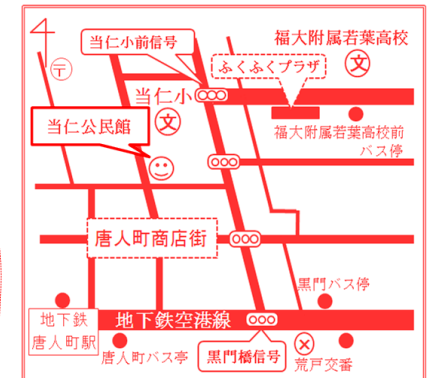 当仁小前信号
福大附属若葉高校
〒
文
ふくふくプラザ
当仁小
文
当仁公民館
福大附属若葉高校前
バス停
唐人町商店街
黒門バス停
地下鉄
唐人町駅
地下鉄空港線
唐人町バス亭
黒門橋信号
荒戸交番